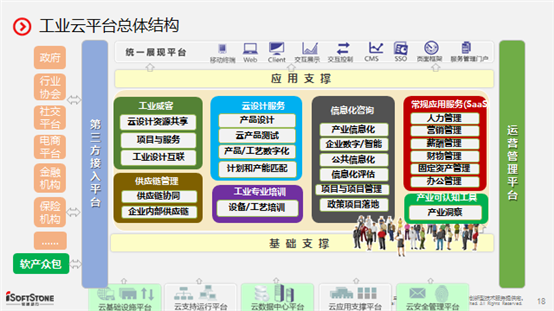 工业云平台总体结构
政府
行业
协会
社交
平台
电商
平台
金融
机构
保险
机构
......
软产众包
第三方接入平台
统一展现平台
移动终端
Web
Client
交互展示
交互控制
CMS
SSO
页面框架
服务管理门户
应用支撑
工业威客
云设计资源共享
项目与服务
工业设计互联
供应链管理
供应链协同
企业内部供应链
云设计服务
产品设计
云产品测试
产品/工艺数字化
计划和产能匹配
工业专业培训
设备/工艺培训
信息化咨询
产业信息化
企业数字/智能
公共信息化
信息化评估
项目与项目管理
政策项目落地
常规应用服务(SaaS
人力管理
营销管理
薪酬管理
财物管理
固定资产管理
办公管理
产业可认知工具
产业洞察
基础支撑
运营管理平台
云基础设施平台
云支持运行平台
云数据中心平台
云应用支撑平台
云安全管理平台
iSOFTSTONE
18